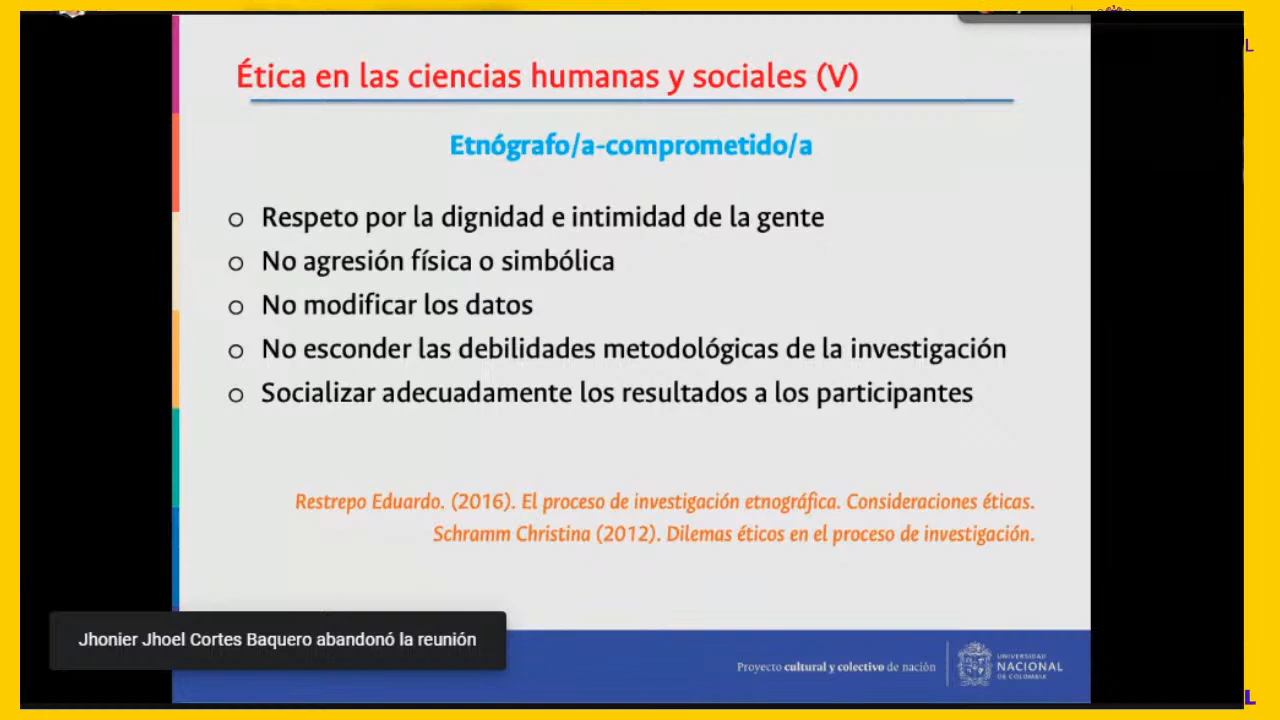 L
Ética en las ciencias humanas y sociales (V)
Etnógrafo/a-comprometido/a
o Respeto por la dignidad e intimidad de la gente
o No agresión física o simbólica
o No modificar los datos
o No esconder las debilidades metodológicas de la investigación
o Socializar adecuadamente los resultados a los participantes
Restrepo Eduardo. (2016). El proceso de investigación etnográfica. Consideraciones éticas.
Schramm Christina (2012). Dilemas éticos en el proceso de investigación.
Jhonier Jhoel Cortes Baquero abandonó la reunión
Proyecto cultural y colectivo de nación
UNIVERSIDAD
NACIONAL
DE COLOMBIA
L